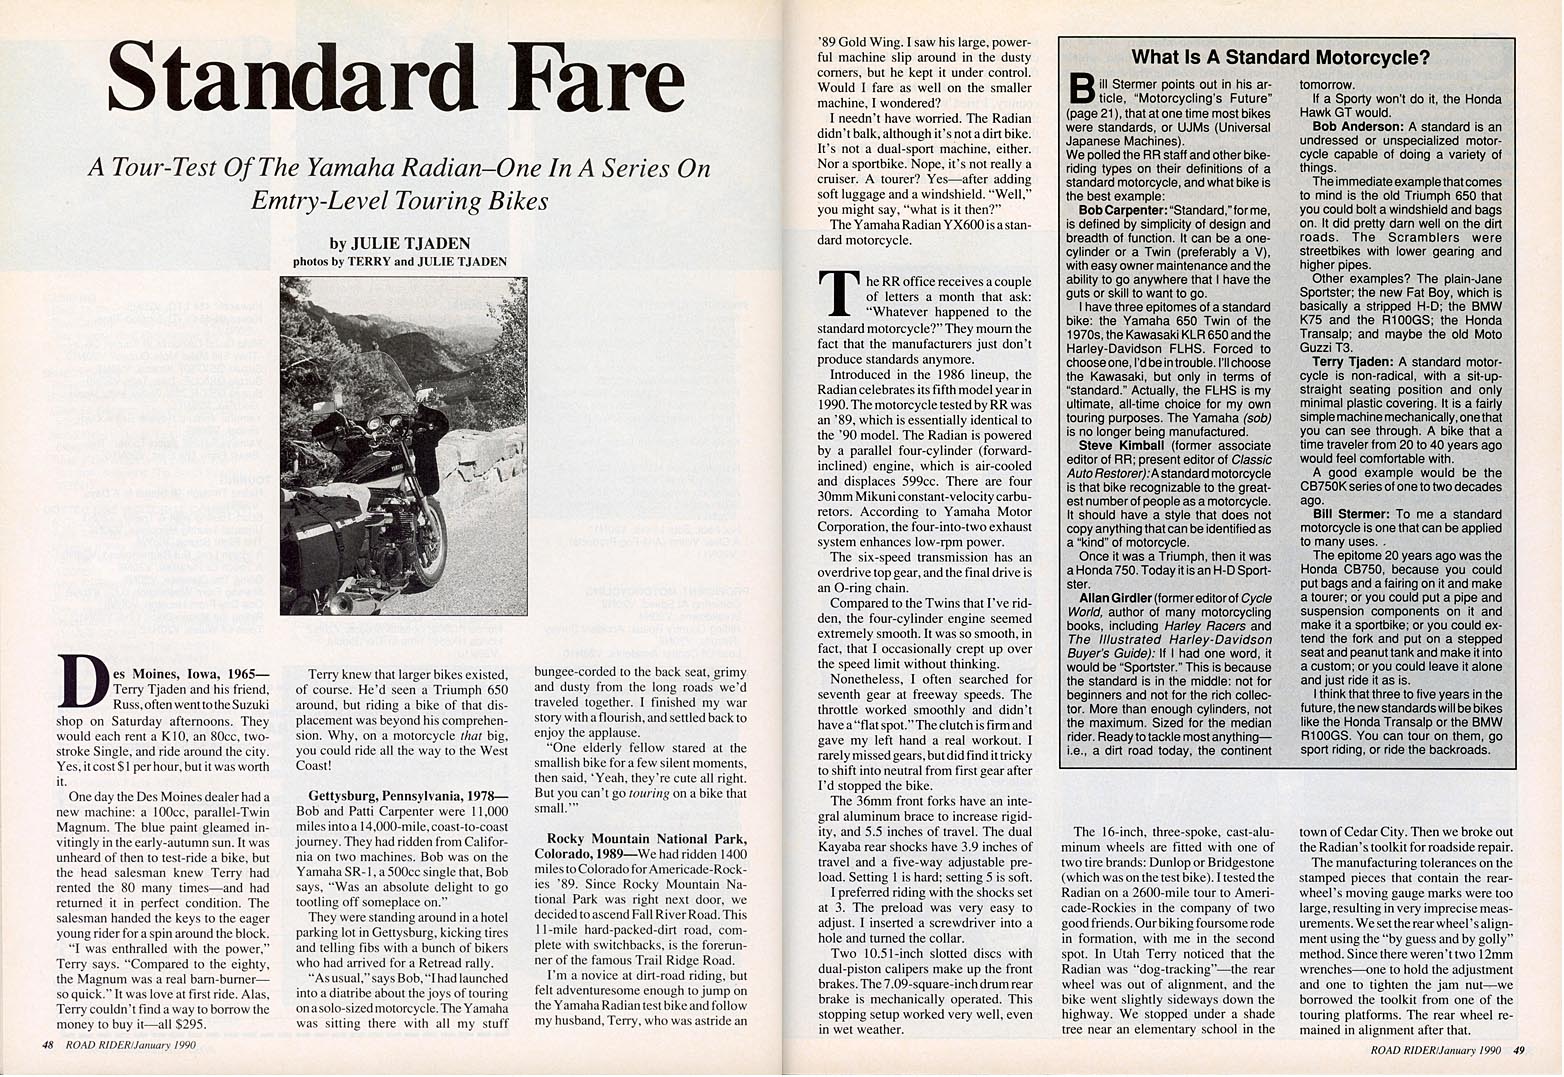 Standard Fare
A Tour-Test Of The Yamaha Radian–One In A Series On
Emtry-Level Touring Bikes
by JULIE TJADEN
photos by TERRY and JULIE TJADEN
Des Moines, Iowa, 1965—
Terry Tjaden and his friend,
Russ, often went to the Suzuki
shop on Saturday afternoons. They
would each rent a K10, an 80cc, two-
stroke Single, and ride around the city.
Yes, it cost $1 per hour, but it was worth
it.
One day the Des Moines dealer had a
new machine: a 100cc, parallel-Twin
Magnum. The blue paint gleamed in-
vitingly in the early-autumn sun. It was
unheard of then to test-ride a bike, but
the head salesman knew Terry had
rented the 80 many times—and had
returned it in perfect condition. The
salesman handed the keys to the eager
young rider for a spin around the block.
"I was enthralled with the power,"
Terry says. "Compared to the eighty,
the Magnum was a real barn-burner—
so quick." It was love at first ride. Alas,
Terry couldn't find a way to borrow the
money to buy it—all $295.
Terry knew that larger bikes existed,
of course. He'd seen a Triumph 650
around, but riding a bike of that dis-
placement was beyond his comprehen-
sion. Why, on a motorcycle that big,
you could ride all the way to the West
Coast!
Gettysburg, Pennsylvania, 1978—
Bob and Patti Carpenter were 11,000
miles into a 14,000-mile, coast-to-coast
journey. They had ridden from Califor-
nia on two machines. Bob was on the
Yamaha SR-1, a 500cc single that, Bob
says, "Was an absolute delight to go
tootling off someplace on."
They were standing around in a hotel
parking lot in Gettysburg, kicking tires
and telling fibs with a bunch of bikers
who had arrived for a Retread rally.
"As usual," says Bob, "I had launched
into a diatribe about the joys of touring
on a solo-sized motorcycle. The Yamaha
was sitting there with all my stuff
bungee-corded to the back seat, grimy
and dusty from the long roads we'd
traveled together. I finished my war
story with a flourish, and settled back to
enjoy the applause.
"One elderly fellow stared at the
smallish bike for a few silent moments,
then said, 'Yeah, they're cute all right.
But you can't go touring on a bike that
small.'"
Rocky Mountain National Park,
Colorado, 1989—We had ridden 1400
miles to Colorado for Americade-Rock-
ies '89. Since Rocky Mountain Na-
tional Park was right next door, we
decided to ascend Fall River Road. This
11-mile hard-packed-dirt road, com-
plete with switchbacks, is the forerun-
ner of the famous Trail Ridge Road.
I'm a novice at dirt-road riding, but
felt adventuresome enough to jump on
the Yamaha Radian test bike and follow
my husband, Terry, who was astride an
48 ROAD RIDER/January 1990
'89 Gold Wing. I saw his large, power-
ful machine slip around in the dusty
corners, but he kept it under control.
Would I fare as well on the smaller
machine, I wondered?
I needn't have worried. The Radian
didn't balk, although it's not a dirt bike.
It's not a dual-sport machine, either.
Nor a sportbike. Nope, it's not really a
cruiser. A tourer? Yes—after adding
soft luggage and a windshield. "Well,"
you might say, "what is it then?"
The Yamaha Radian YX600 is a stan-
dard motorcycle.
The RR office receives a couple
of letters a month that ask:
"Whatever happened to the
standard motorcycle?" They mourn the
fact that the manufacturers just don't
produce standards anymore.
Introduced in the 1986 lineup, the
Radian celebrates its fifth model year in
1990. The motorcycle tested by RR was
an '89, which is essentially identical to
the '90 model. The Radian is powered
by a parallel four-cylinder (forward-
inclined) engine, which is air-cooled
and displaces 599cc. There are four
30mm Mikuni constant-velocity carbu-
retors. According to Yamaha Motor
Corporation, the four-into-two exhaust
system enhances low-rpm power.
The six-speed transmission has an
overdrive top gear, and the final drive is
an O-ring chain.
Compared to the Twins that I've rid-
den, the four-cylinder engine seemed
extremely smooth. It was so smooth, in
fact, that I occasionally crept up over
the speed limit without thinking.
Nonetheless, I often searched for
seventh gear at freeway speeds. The
throttle worked smoothly and didn't
have a "flat spot." The clutch is firm and
gave my left hand a real workout. I
rarely missed gears, but did find it tricky
to shift into neutral from first gear after
I'd stopped the bike.
The 36mm front forks have an inte-
gral aluminum brace to increase rigid-
ity, and 5.5 inches of travel. The dual
Kayaba rear shocks have 3.9 inches of
travel and a five-way adjustable pre-
load. Setting 1 is hard; setting 5 is soft.
I preferred riding with the shocks set
at 3. The preload was very easy to
adjust. I inserted a screwdriver into a
hole and turned the collar.
Two 10.51-inch slotted discs with
dual-piston calipers make up the front
brakes. The 7.09-square-inch drum rear
brake is mechanically operated. This
stopping setup worked very well, even
in wet weather.
What Is A Standard Motorcycle?
Bill Stermer points out in his ar-
ticle, "Motorcycling's Future"
(page 21), that at one time most bikes
were standards, or UJMs (Universal
Japanese Machines).
We polled the RR staff and other bike-
riding types on their definitions of a
standard motorcycle, and what bike is
the best example:
Bob Carpenter: "Standard," for me,
is defined by simplicity of design and
breadth of function. It can be a one-
cylinder or a Twin (preferably a V),
with easy owner maintenance and the
ability to go anywhere that I have the
guts or skill to want to go.
I have three epitomes of a standard
bike: the Yamaha 650 Twin of the
1970s, the Kawasaki KLR 650 and the
Harley-Davidson FLHS. Forced to
choose one, I'd be in trouble. I'll choose
the Kawasaki, but only in terms of
"standard." Actually, the FLHS is my
ultimate, all-time choice for my own
touring purposes. The Yamaha (sob)
is no longer being manufactured.
Steve Kimball (former associate
editor of RR; present editor of Classic
Auto Restorer): A standard motorcycle
is that bike recognizable to the great-
est number of people as a motorcycle.
It should have a style that does not
copy anything that can be identified as
a "kind" of motorcycle.
Once it was a Triumph, then it was
a Honda 750. Today it is an H-D Sport-
ster.
Allan Girdler (former editor of Cycle
World, author of many motorcycling
books, including Harley Racers and
The Illustrated Harley-Davidson
Buyer's Guide): If I had one word, it
would be "Sportster." This is because
the standard is in the middle: not for
beginners and not for the rich collec-
tor. More than enough cylinders, not
the maximum. Sized for the median
rider. Ready to tackle most anything—
i.e., a dirt road today, the continent
tomorrow.
If a Sporty won't do it, the Honda
Hawk GT would.
Bob Anderson: A standard is an
undressed or unspecialized motor-
cycle capable of doing a variety of
things.
The immediate example that comes
to mind is the old Triumph 650 that
you could bolt a windshield and bags
on. It did pretty darn well on the dirt
roads. The Scramblers were
streetbikes with lower gearing and
higher pipes.
Other examples? The plain-Jane
Sportster; the new Fat Boy, which is
basically a stripped H-D; the BMW
K75 and the R100GS; the Honda
Transalp; and maybe the old Moto
Guzzi T3.
Terry Tjaden: A standard motor-
cycle is non-radical, with a sit-up-
straight seating position and only
minimal plastic covering. It is a fairly
simple machine mechanically, one that
you can see through. A bike that a
time traveler from 20 to 40 years ago
would feel comfortable with.
A good example would be the
CB750K series of one to two decades
ago.
Bill Stermer: To me a standard
motorcycle is one that can be applied
to many uses. .
The epitome 20 years ago was the
Honda CB750, because you could
put bags and a fairing on it and make
a tourer; or you could put a pipe and
suspension components on it and
make it a sportbike; or you could ex-
tend the fork and put on a stepped
seat and peanut tank and make it into
a custom; or you could leave it alone
and just ride it as is.
I think that three to five years in the
future, the new standards will be bikes
like the Honda Transalp or the BMW
R100GS. You can tour on them, go
sport riding, or ride the backroads.
The 16-inch, three-spoke, cast-alu-
minum wheels are fitted with one of
two tire brands: Dunlop or Bridgestone
(which was on the test bike). I tested the
Radian on a 2600-mile tour to Ameri-
cade-Rockies in the company of two
good friends. Our biking foursome rode
in formation, with me in the second
spot. In Utah Terry noticed that the
Radian was "dog-tracking"—the rear
wheel was out of alignment, and the
bike went slightly sideways down the
highway. We stopped under a shade
tree near an elementary school in the
town of Cedar City. Then we broke out
the Radian's toolkit for roadside repair.
The manufacturing tolerances on the
stamped pieces that contain the rear-
wheel's moving gauge marks were too
large, resulting in very imprecise meas-
urements. We set the rear wheel's align-
ment using the "by guess and by golly"
method. Since there weren't two 12mm
wrenches—one to hold the adjustment
and one to tighten the jam nut—we
borrowed the toolkit from one of the
touring platforms. The rear wheel re-
mained in alignment after that.
ROAD RIDER/January 1990 49